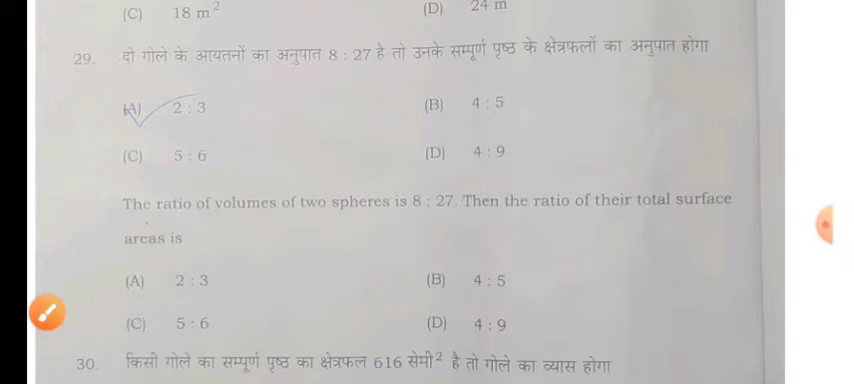 (C) 18 m² (D) 24 m
29. दो गोले के आयतनों का अनुपात 8 : 27 है तो उनके सम्पूर्ण पृष्ठ के क्षेत्रफलों का अनुपात होगा
(A) 2 : 3 (B) 4 : 5
(C) 5 : 6 (D) 4 : 9
The ratio of volumes of two spheres is 8 : 27. Then the ratio of their total surface
areas is
(A) 2 : 3 (B) 4 : 5
(C) 5 : 6 (D) 4 : 9
30. किसी गोले का सम्पूर्ण पृष्ठ का क्षेत्रफल 616 सेमी² है तो गोले का व्यास होगा